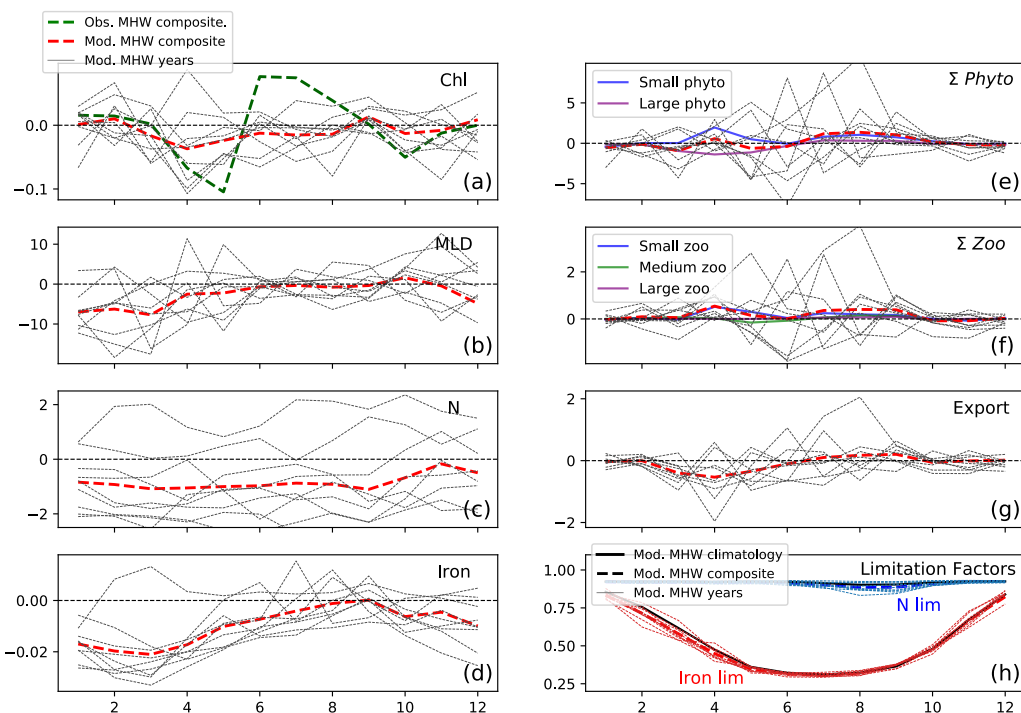 Obs. MHW composite.
Mod. MHW composite
Mod. MHW years
Chl
0.0
−0.1
(a)
MLD
10
0
−10
(b)
N
2
0
−2
(c)
Iron
0.00
−0.02
(d)
2 4 6 8 10 12
Small phyto
Large phyto
Σ Phyto
5
0
−5
(e)
Small zoo
Medium zoo
Large zoo
Σ Zoo
2
0
(f)
Export
2
0
−2
(g)
Mod. MHW climatology
Mod. MHW composite
Mod. MHW years
Limitation Factors
N lim
Iron lim
1.00
0.75
0.50
0.25
(h)
2 4 6 8 10 12